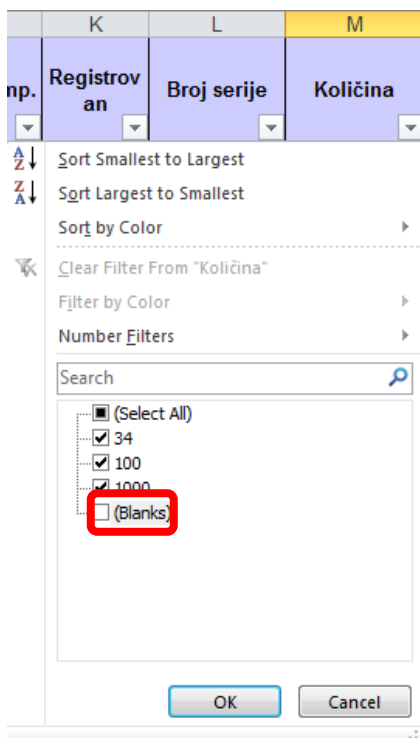 K L M
mp. Registrov
an Broj serije Količina
A
Z Sort Smallest to Largest
Z
A Sort Largest to Smallest
Sort by Color
Clear Filter From "Količina"
Filter by Color
Number Filters
Search
(Select All)
34
100
1000
(Blanks)
OK Cancel